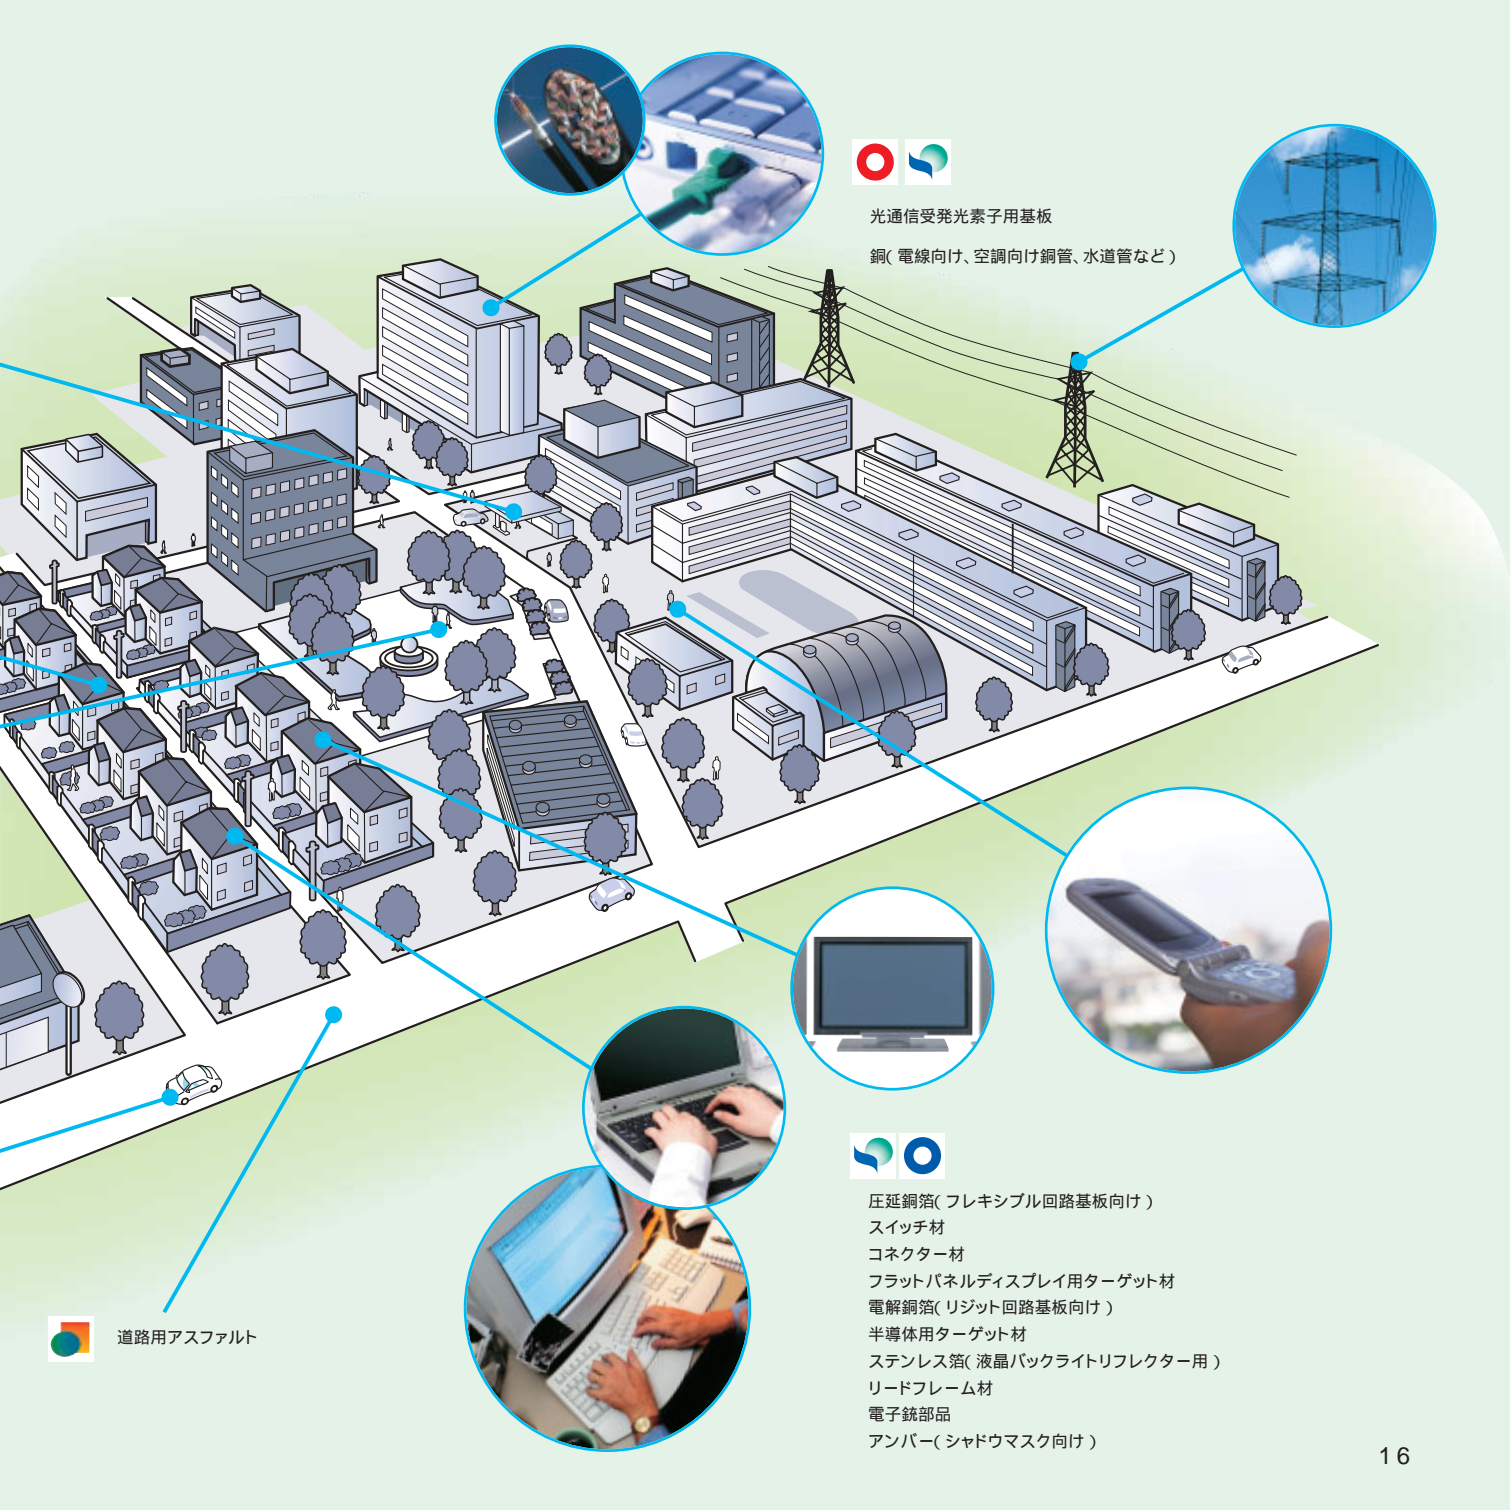 光通信受発光素子用基板
銅(電線向け、空調向け銅管、水道管など)
圧延銅箔(フレキシブル回路基板向け)
スイッチ材
コネクター材
フラットパネルディスプレイ用ターゲット材
電解銅箔(リジット回路基板向け)
半導体用ターゲット材
ステンレス箔(液晶バックライトリフレクター用)
リードフレーム材
電子銃部品
アンバー(シャドウマスク向け)
道路用アスファルト
16